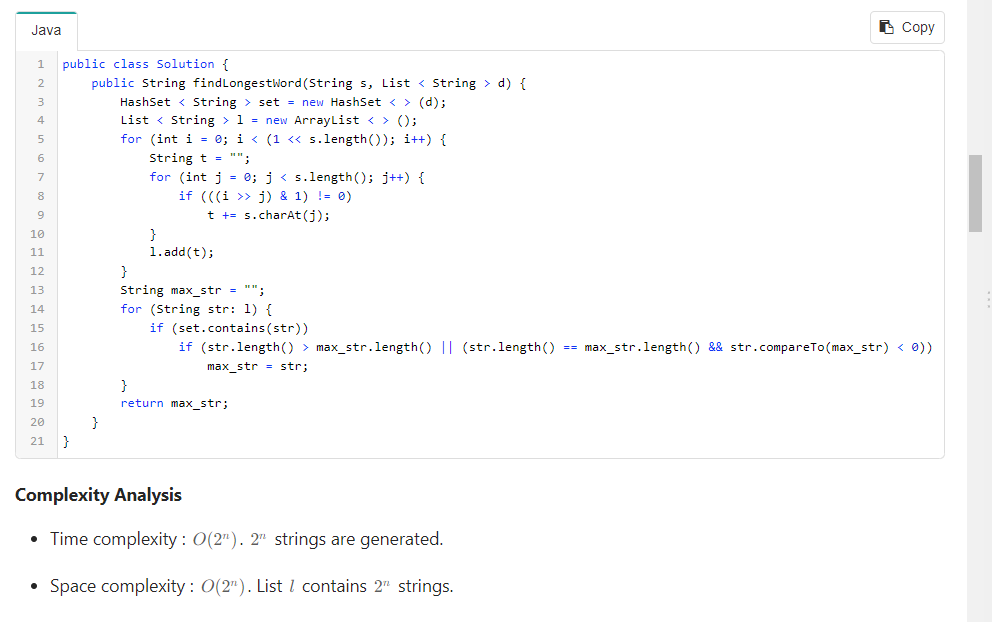 Java
Copy
1 public class Solution {
2     public String findLongestWord(String s, List < String > d) {
3         HashSet < String > set = new HashSet < > (d);
4         List < String > l = new ArrayList < > ();
5         for (int i = 0; i < (1 << s.length()); i++) {
6             String t = "";
7             for (int j = 0; j < s.length(); j++) {
8                 if (((i >> j) & 1) != 0)
9                     t += s.charAt(j);
10             }
11             l.add(t);
12         }
13         String max_str = "";
14         for (String str: l) {
15             if (set.contains(str))
16                 if (str.length() > max_str.length() || (str.length() == max_str.length() && str.compareTo(max_str) < 0))
17                     max_str = str;
18         }
19         return max_str;
20     }
21 }
Complexity Analysis
• Time complexity : O(2ⁿ). 2ⁿ strings are generated.
• Space complexity : O(2ⁿ). List l contains 2ⁿ strings.